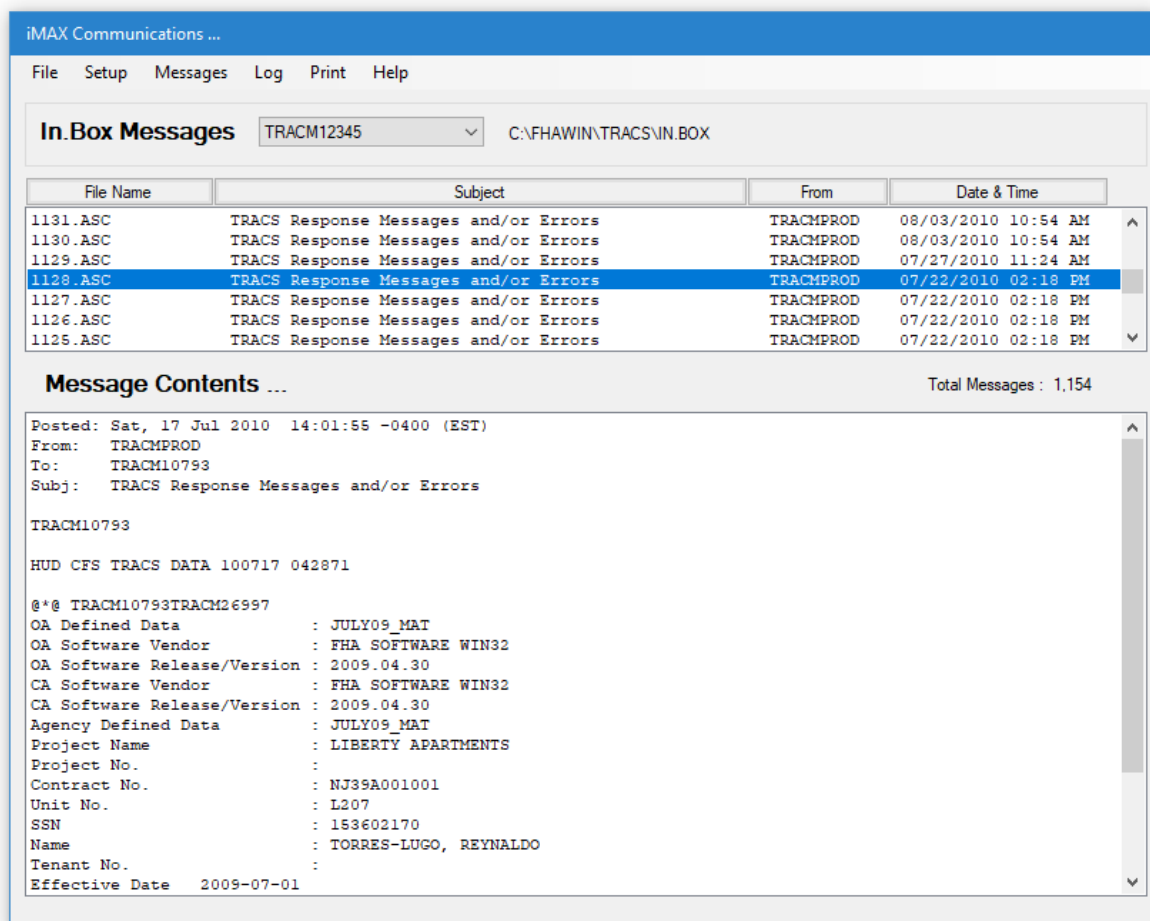 iMAX Communications ...
File Setup Messages Log Print Help
In.Box Messages TRACM12345 C:\FHAWIN\TRACS\IN.BOX
File Name Subject From Date & Time
1131.ASC TRACS Response Messages and/or Errors TRACMPROD 08/03/2010 10:54 AM
1130.ASC TRACS Response Messages and/or Errors TRACMPROD 08/03/2010 10:54 AM
1129.ASC TRACS Response Messages and/or Errors TRACMPROD 07/27/2010 11:24 AM
1128.ASC TRACS Response Messages and/or Errors TRACMPROD 07/22/2010 02:18 PM
1127.ASC TRACS Response Messages and/or Errors TRACMPROD 07/22/2010 02:18 PM
1126.ASC TRACS Response Messages and/or Errors TRACMPROD 07/22/2010 02:18 PM
1125.ASC TRACS Response Messages and/or Errors TRACMPROD 07/22/2010 02:18 PM
Message Contents ... Total Messages : 1,154
Posted: Sat, 17 Jul 2010 14:01:55 -0400 (EST)
From: TRACMPROD
To: TRACM10793
Subj: TRACS Response Messages and/or Errors
TRACM10793
HUD CFS TRACS DATA 100717 042871
@*@ TRACM10793TRACM26997
OA Defined Data : JULY09_MAT
OA Software Vendor : FHA SOFTWARE WIN32
OA Software Release/Version : 2009.04.30
CA Software Vendor : FHA SOFTWARE WIN32
CA Software Release/Version : 2009.04.30
Agency Defined Data : JULY09_MAT
Project Name : LIBERTY APARTMENTS
Project No. :
Contract No. : NJ39A001001
Unit No. : L207
SSN : 153602170
Name : TORRES-LUGO, REYNALDO
Tenant No. :
Effective Date 2009-07-01